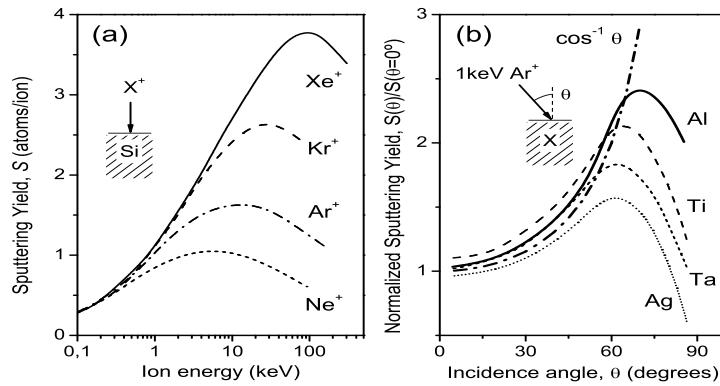 (a)
X⁺
Si
Xe⁺
Kr⁺
Ar⁺
Ne⁺
Sputtering Yield, S (atoms/ion)
4
3
2
1
0
0,1
1
10
100
Ion energy (keV)
(b)
cos⁻¹ θ
1keV Ar⁺
θ
X
Al
Ti
Ta
Ag
Normalized Sputtering Yield, S(θ)/S(θ=0º)
3
2
1
0
30
60
90
Incidence angle, θ (degrees)